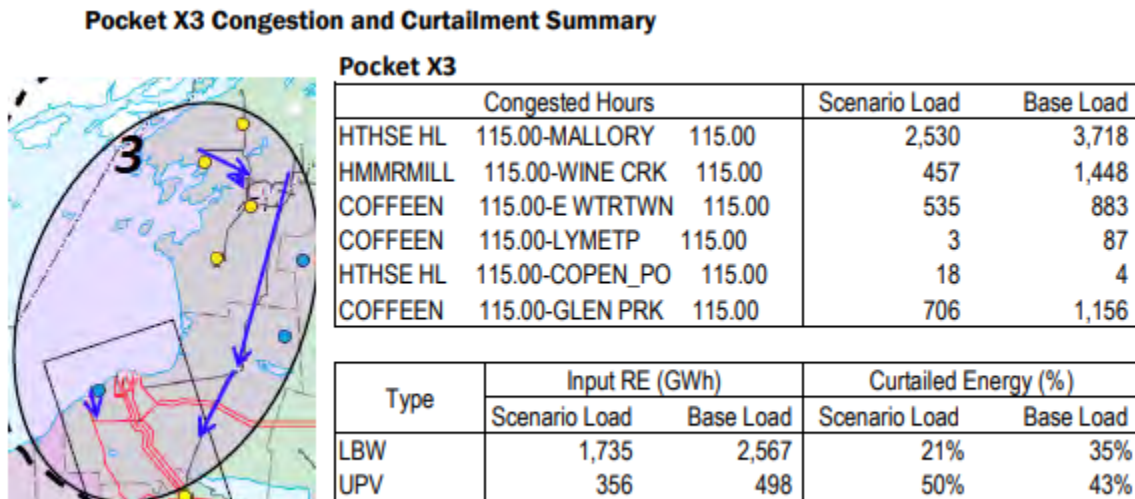 Pocket X3 Congestion and Curtailment Summary
Pocket X3
3
Congested Hours Scenario Load Base Load
HTHSE HL 115.00-MALLORY 115.00 2,530 3,718
HMMRMILL 115.00-WINE CRK 115.00 457 1,448
COFFEEN 115.00-E WTRTWN 115.00 535 883
COFFEEN 115.00-LYMETP 115.00 3 87
HTHSE HL 115.00-COPEN_PO 115.00 18 4
COFFEEN 115.00-GLEN PRK 115.00 706 1,156
Type Input RE (GWh) Curtailed Energy (%)
Scenario Load Base Load Scenario Load Base Load
LBW 1,735 2,567 21% 35%
UPV 356 498 50% 43%